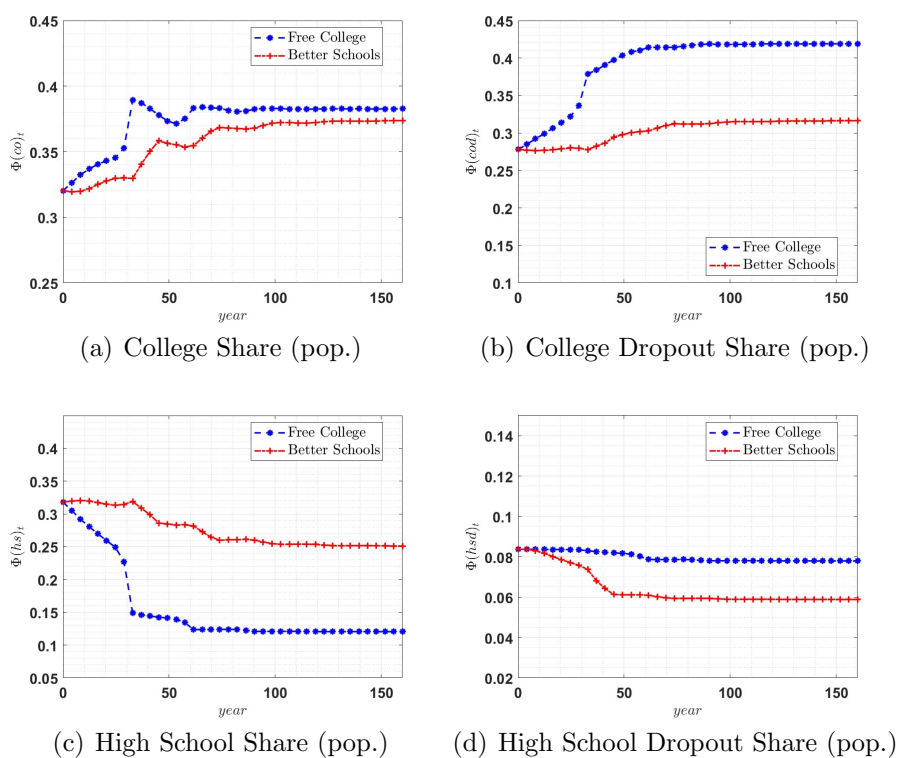 0.45
0.4
0.35
0.3
0.25
Φ(co)t
0 50 100 150
year
Free College
Better Schools
(a) College Share (pop.)
0.45
0.4
0.35
0.3
0.25
0.2
0.15
0.1
Φ(cod)t
0 50 100 150
year
Free College
Better Schools
(b) College Dropout Share (pop.)
0.4
0.35
0.3
0.25
0.2
0.15
0.1
0.05
Φ(hs)t
0 50 100 150
year
Free College
Better Schools
(c) High School Share (pop.)
0.14
0.12
0.1
0.08
0.06
0.04
0.02
Φ(hsd)t
0 50 100 150
year
Free College
Better Schools
(d) High School Dropout Share (pop.)